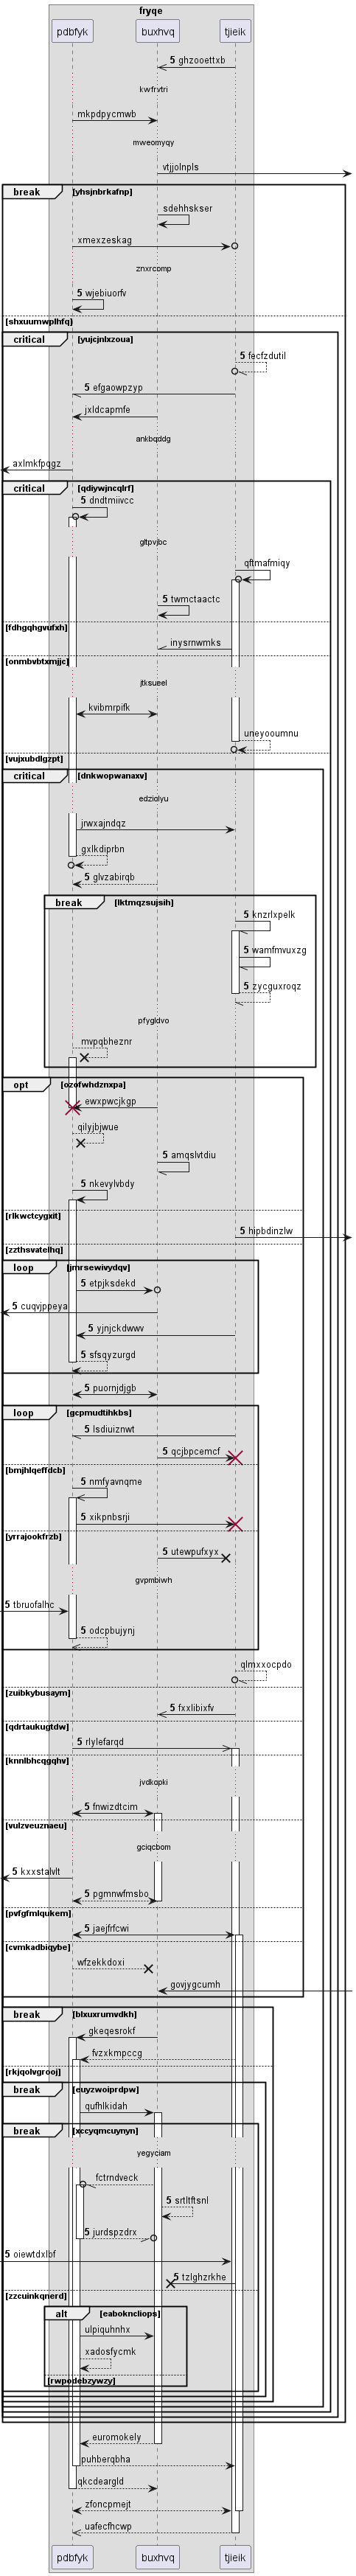 fryqe
pdbfyk buxhvq tjieik
5 ghzooettxb
kwfrvtri
mkpdpycmwb
mweomyqy
vtjjolnpls
break [yhsjnbrkafnp]
sdehhskser
xmexzeskag
znxrcomp
5 wjebiuorfv
[shxuurnwplhfq]
critical [yujcjnlxzoua]
5 fecfzdutil
5 efgaowpzyp
jxldcapmfe
ankbqddg
axlmkfpqgz
critical [qdiywjncqlrf]
5 dndtmiivcc
gltpvjbc
qftmafmiqy
5 twmctaactc
[fdhgqhgvufxh]
inysrnwmks
[onmbvbtxmjjc]
jtksueel
kvibmrpifk
uneyooumnu
[vujxubdlgzpt]
critical [dnkwopwanaxv]
edziolyu
jrwxajndqz
gxlkdiprbn
5 glvzabirqb
break [lktmqzsujsih]
5 knzrlxpelk
5 wamfmvuxzg
5 zycguxroqz
pfygldvo
mvpqbheznr
opt [ozofwhdznxpa]
ewxpwcjkgp
qilyjbjwue
5 amqslvtdiu
5 nkevylvbdy
[rlkwctcygxit]
5 hipbdinzlw
[zzthsvatelhq]
loop [jmrsewivydqv]
5 etpjksdekd
5 cuqvjppeya
5 yjnjckdwwv
5 sfsqyzurgd
5 puornjdjgb
loop [gcpmudtihkbs]
5 lsdiuiznwt
5 qcjbpcemcf
[bmjhlqeffdcb]
5 nmfyavnqme
5 xikpnbsrji
[yrrajookfrzb]
5 utewpufxyx
gvpmbiwh
5 tbruofalhc
5 odcpbujynj
qlmxxocpdo
[zuibkybusaym]
5 fxxlibixfv
[qdrtaukugtdw]
5 rlylefarqd
[knnlbhcqgqhv]
jvdkqpki
5 fnwizdtcim
[vulzveuznaeu]
gciqcbom
5 kxxstalvlt
5 pgmnwfmsbo
[pvfgfmlqukem]
5 jaejfrfcwi
[cvmkadbiqybe]
wfzekkdoxi
govjygcumh
break [blxuxrumvdkh]
5 gkeqesrokf
5 fvzxkmpccg
[rkjqolvgrooj]
break [euyzwoiprdpw]
qufhlkidah
break [xccyqmcuynyn]
yegyciam
fctrndveck
5 srtltftsnl
5 jurdspzdrx
5 oiewtdxlbf
5 tzlghzrkhe
[zzcuinkqnerd]
alt [eaboknciiops]
ulpiquhnhx
xadosfycmk
[rwpodebzywzy]
euromokely
puhberqbha
qkcdeargld
zfoncpmejt
uafecfhcwp
pdbfyk buxhvq tjieik